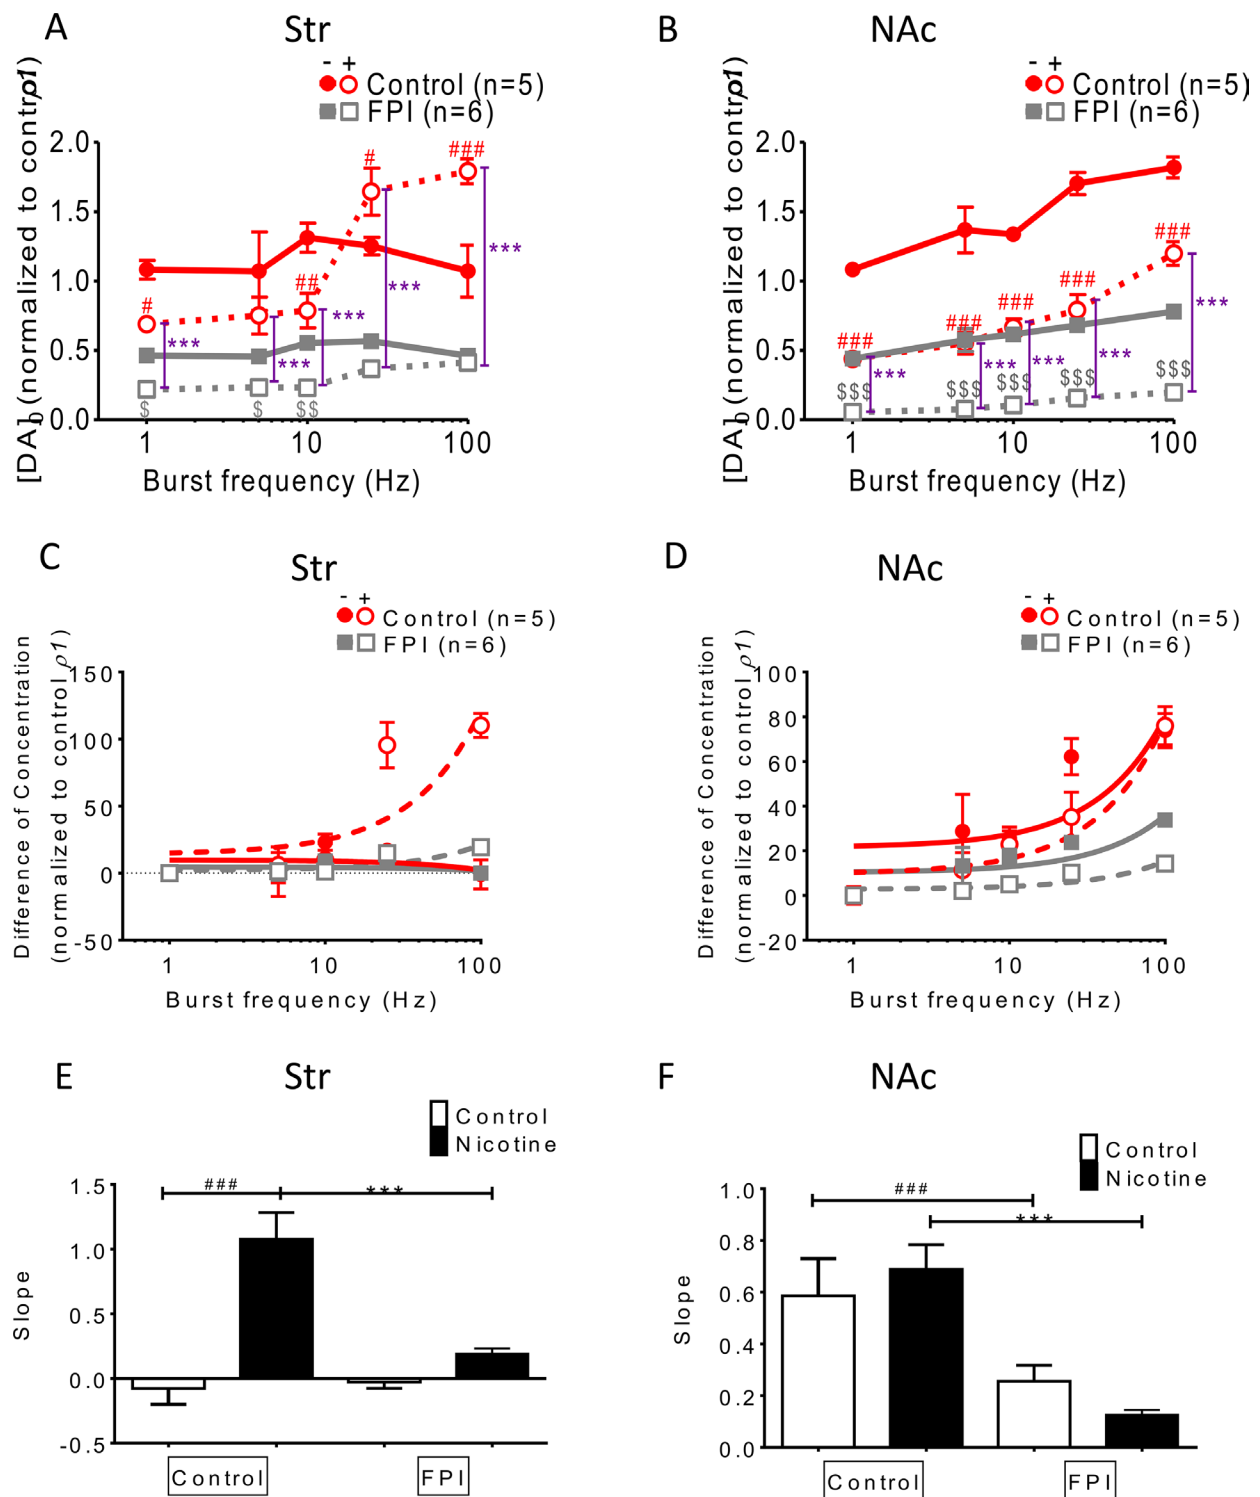 A
Str
- +
Control (n=5)
FPI (n=6)
[DA]0 (normalized to control ρ1)
2.0
1.5
1.0
0.5
0.0
# ###
# ##
*** *** *** *** ***
$ $ $$
1 10 100
Burst frequency (Hz)
B
NAc
- +
Control (n=5)
FPI (n=6)
[DA]0 (normalized to control ρ1)
2.0
1.5
1.0
0.5
0.0
### ### ### ### ###
*** *** *** *** ***
$$$ $$$ $$$ $$$ $$$
1 10 100
Burst frequency (Hz)
C
Str
- +
Control (n=5)
FPI (n=6)
Difference of Concentration
(normalized to control ρ1)
150
100
50
0
-50
1 10 100
Burst frequency (Hz)
D
NAc
- +
Control (n=5)
FPI (n=6)
Difference of Concentration
(normalized to control ρ1)
100
80
60
40
20
0
-20
1 10 100
Burst frequency (Hz)
E
Str
Control
Nicotine
### ***
Slope
1.5
1.0
0.5
0.0
-0.5
Control FPI
F
NAc
Control
Nicotine
###
***
Slope
1.0
0.8
0.6
0.4
0.2
0.0
Control FPI